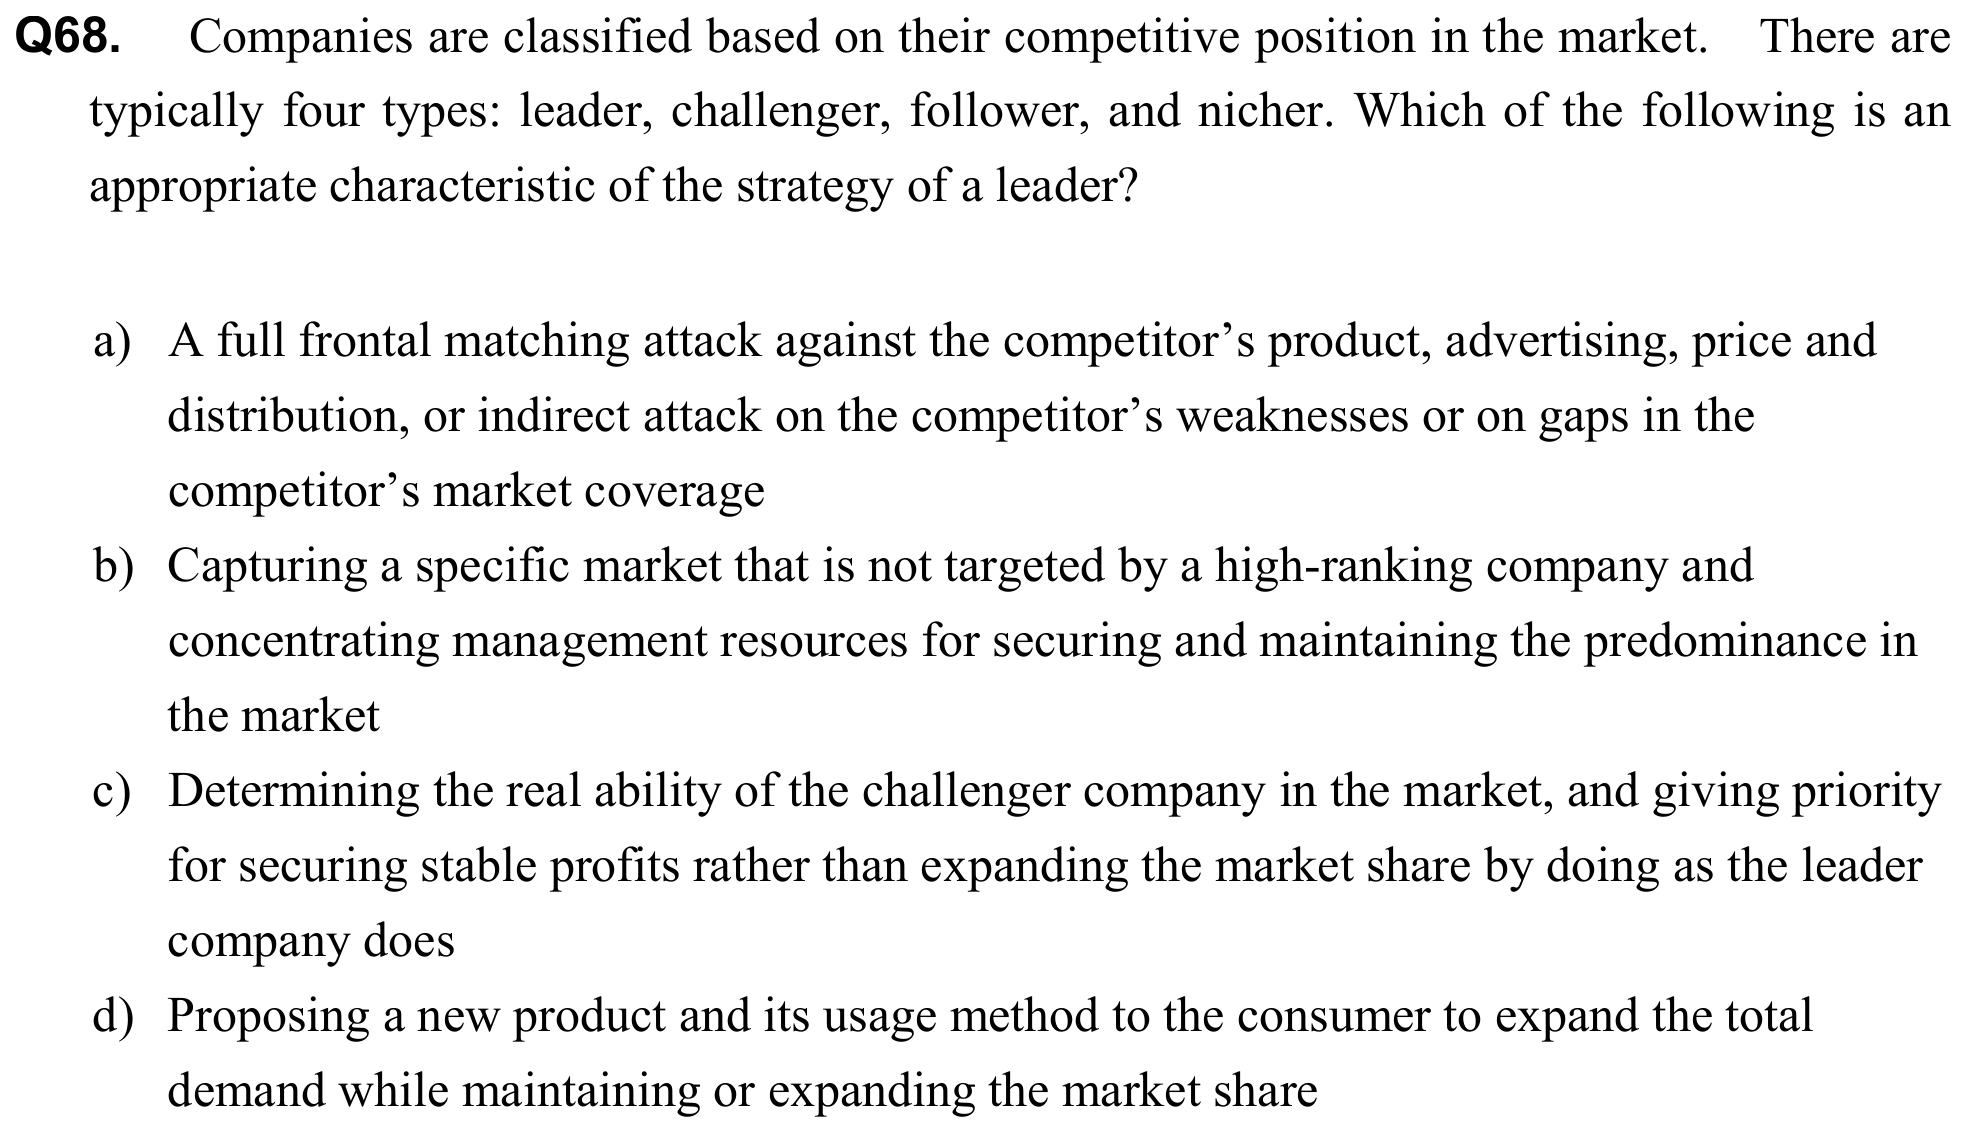 Q68. Companies are classified based on their competitive position in the market. There are
typically four types: leader, challenger, follower, and nicher. Which of the following is an
appropriate characteristic of the strategy of a leader?
a) A full frontal matching attack against the competitor’s product, advertising, price and
distribution, or indirect attack on the competitor’s weaknesses or on gaps in the
competitor’s market coverage
b) Capturing a specific market that is not targeted by a high-ranking company and
concentrating management resources for securing and maintaining the predominance in
the market
c) Determining the real ability of the challenger company in the market, and giving priority
for securing stable profits rather than expanding the market share by doing as the leader
company does
d) Proposing a new product and its usage method to the consumer to expand the total
demand while maintaining or expanding the market share